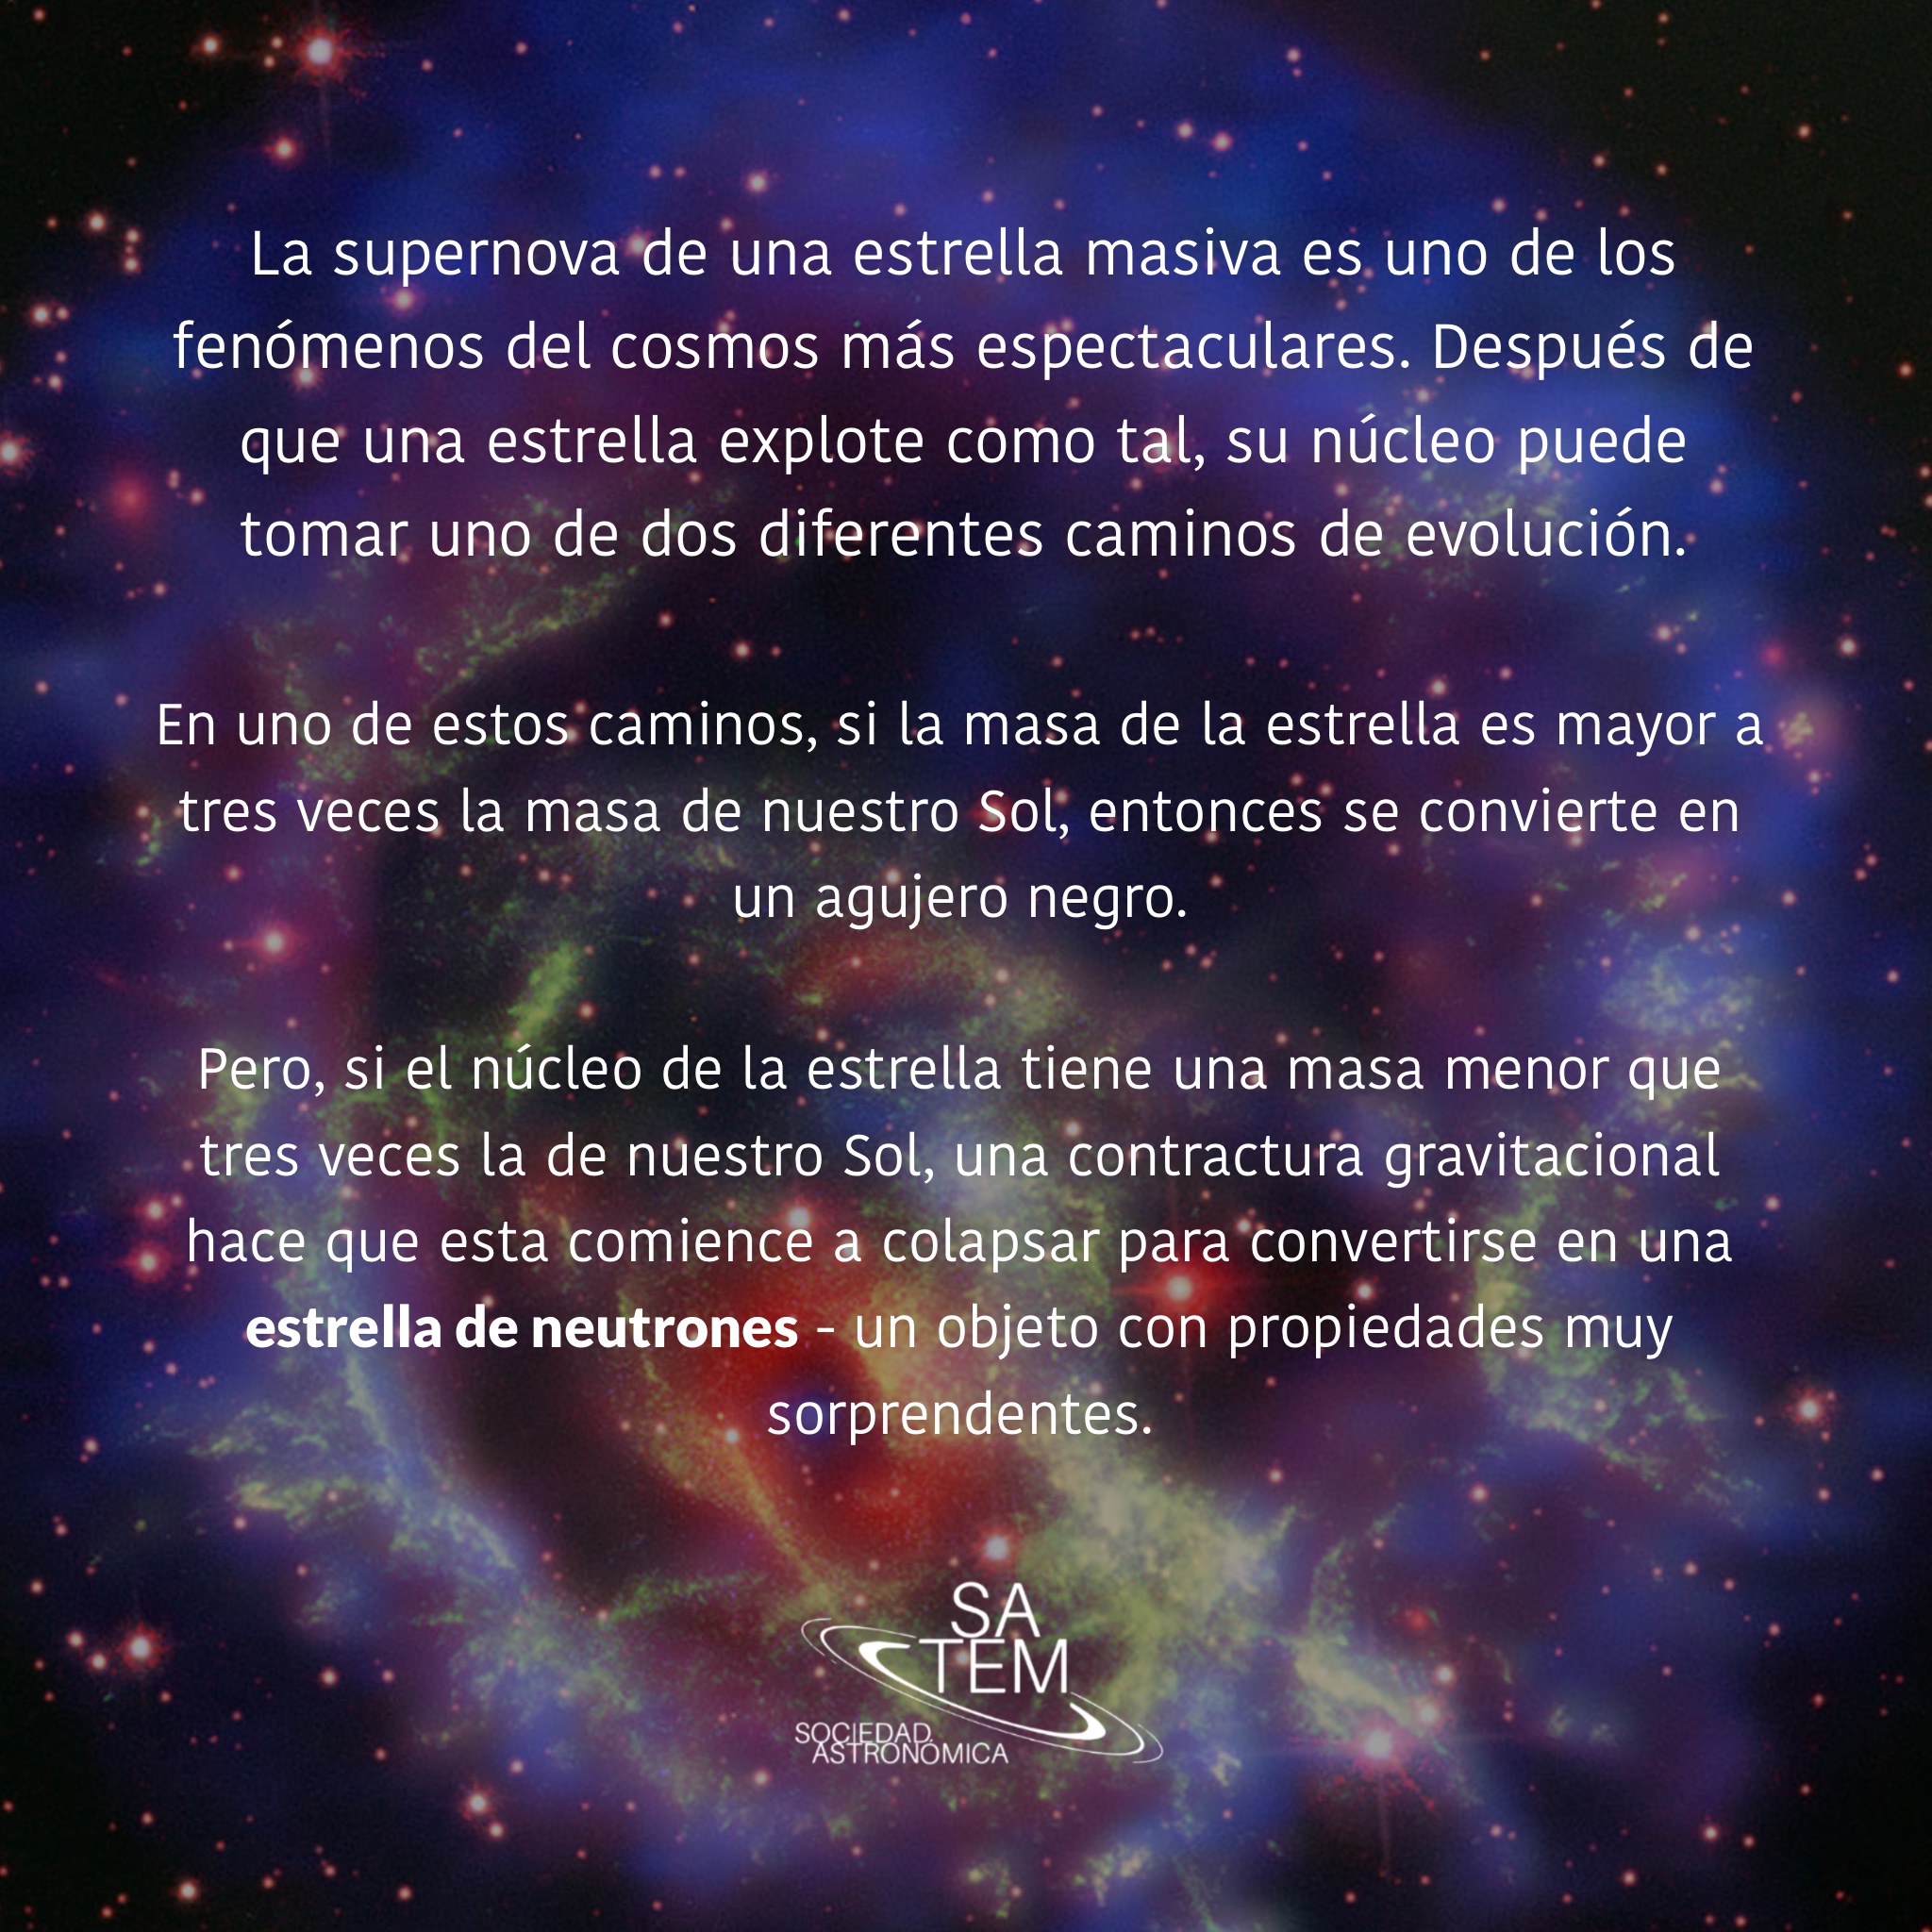 La supernova de una estrella masiva es uno de los
fenómenos del cosmos más espectaculares. Después de
que una estrella explote como tal, su núcleo puede
tomar uno de dos diferentes caminos de evolución.
En uno de estos caminos, si la masa de la estrella es mayor a
tres veces la masa de nuestro Sol, entonces se convierte en
un agujero negro.
Pero, si el núcleo de la estrella tiene una masa menor que
tres veces la de nuestro Sol, una contractura gravitacional
hace que esta comience a colapsar para convertirse en una
estrella de neutrones - un objeto con propiedades muy
sorprendentes.
SA
TEM
SOCIEDAD
ASTRONÓMICA